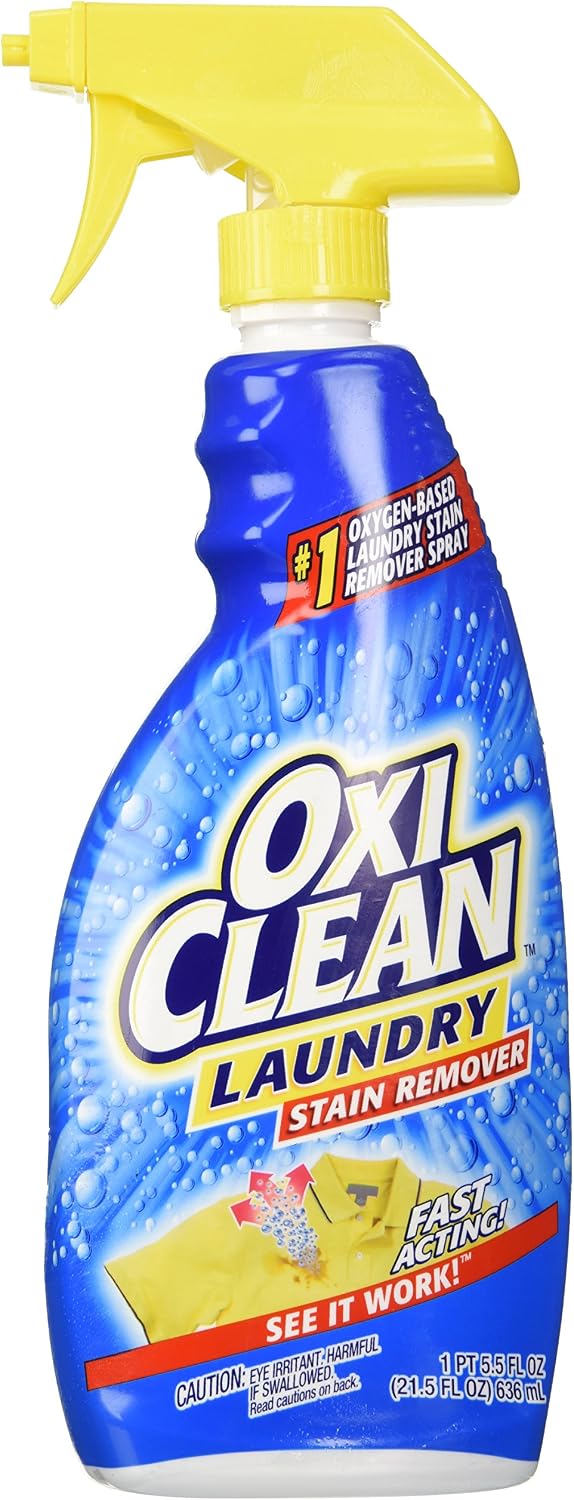 #1
OXYGEN-BASED
LAUNDRY STAIN
REMOVER SPRAY
OXI
CLEAN™
LAUNDRY
STAIN REMOVER
FAST
ACTING!
SEE IT WORK!™
CAUTION: EYE IRRITANT. HARMFUL
IF SWALLOWED.
Read cautions on back.
1 PT 5.5 FL OZ
(21.5 FL OZ) 636 mL